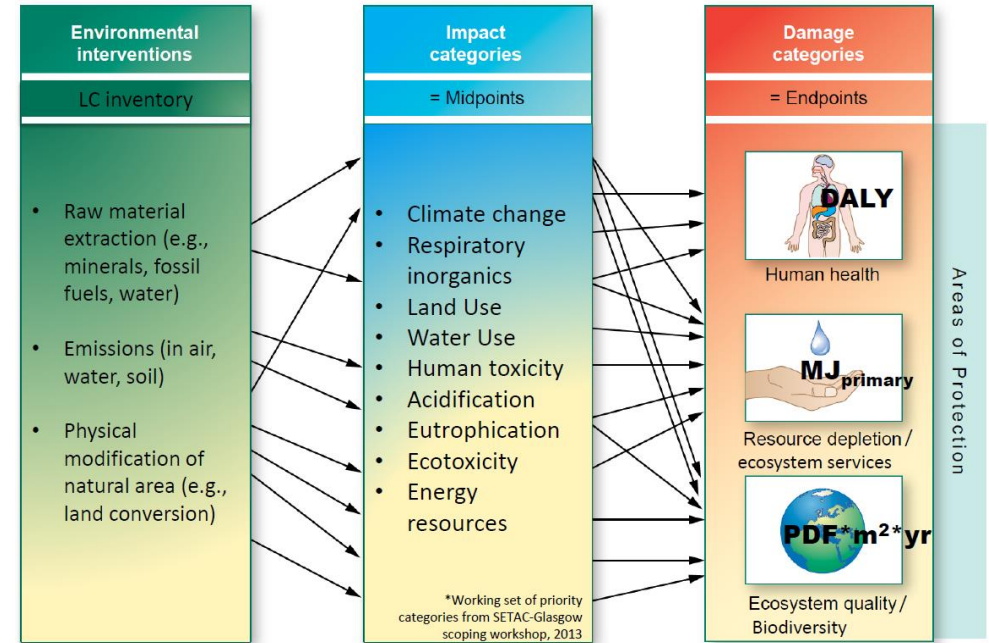 Environmental
interventions
LC inventory
• Raw material
extraction (e.g.,
minerals, fossil
fuels, water)
• Emissions (in air,
water, soil)
• Physical
modification of
natural area (e.g.,
land conversion)
Impact
categories
= Midpoints
• Climate change
• Respiratory
inorganics
• Land Use
• Water Use
• Human toxicity
• Acidification
• Eutrophication
• Ecotoxicity
• Energy
resources
*Working set of priority
categories from SETAC-Glasgow
scoping workshop, 2013
Damage
categories
= Endpoints
DALY
Human health
MJprimary
Resource depletion/
ecosystem services
PDF*m²*yr
Ecosystem quality/
Biodiversity
Areas of Protection